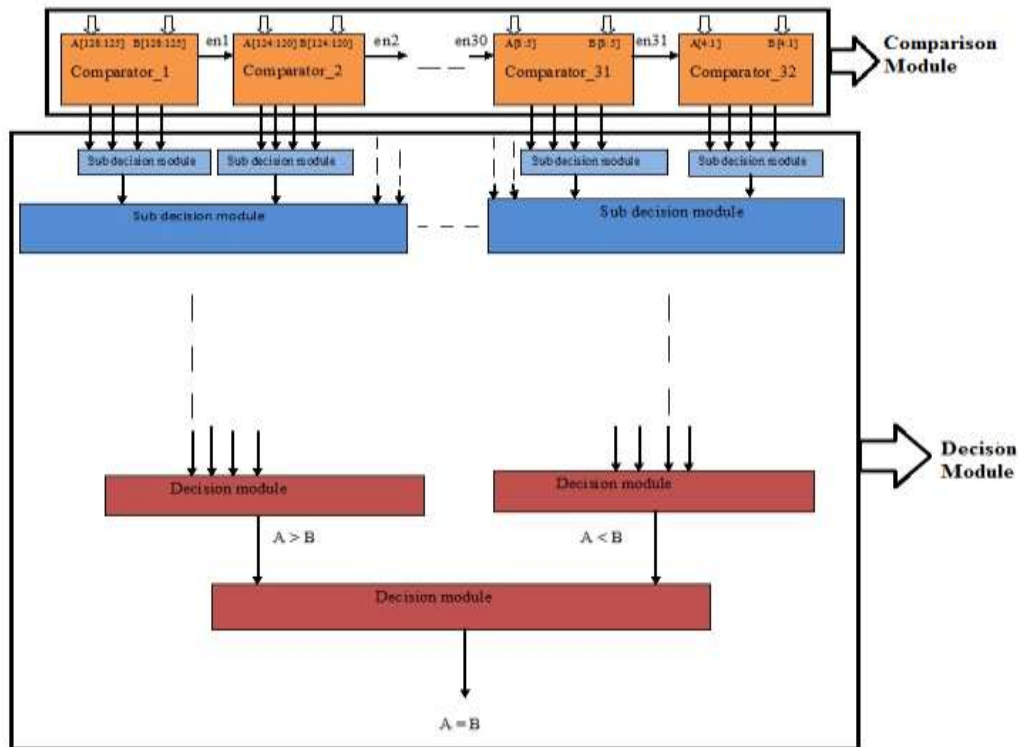 A[128:125] B[128:125]
Comparator_1
en1
A[124:120] B[124:120]
Comparator_2
en2
en30
B[5:5]
Comparator_31
en31
A[4:1] B[4:1]
Comparator_32
Comparison
Module
Sub decision module
Sub decision module
Sub decision module
Sub decision module
Sub decision module
Sub decision module
Decision module
Decision module
A > B
A < B
Decision module
A = B
Decison
Module